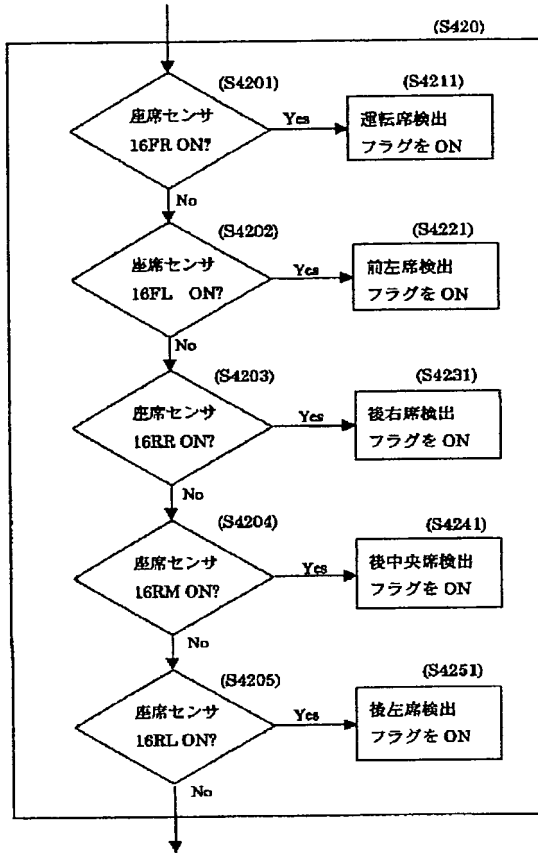 (S420)
(S4201)
座席センサ
16FR ON?
Yes
(S4211)
運転席検出
フラグを ON
No
(S4202)
座席センサ
16FL ON?
Yes
(S4221)
前左席検出
フラグを ON
No
(S4203)
座席センサ
16RR ON?
Yes
(S4231)
後右席検出
フラグを ON
No
(S4204)
座席センサ
16RM ON?
Yes
(S4241)
後中央席検出
フラグを ON
No
(S4205)
座席センサ
16RL ON?
Yes
(S4251)
後左席検出
フラグを ON
No